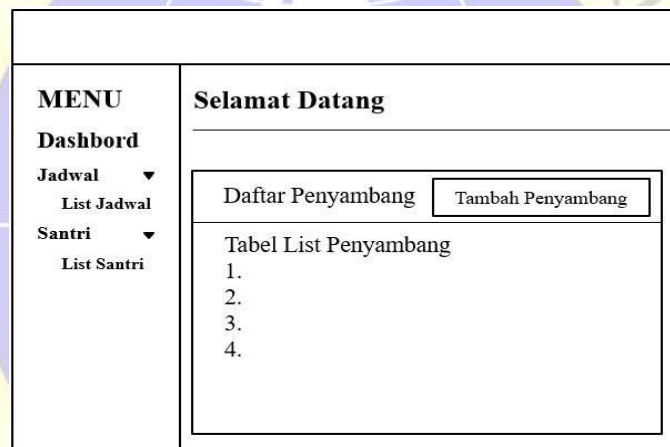 MENU
Dashbord
Jadwal
List Jadwal
Santri
List Santri
Selamat Datang
Daftar Penyambang
Tambah Penyambang
Tabel List Penyambang
1.
2.
3.
4.